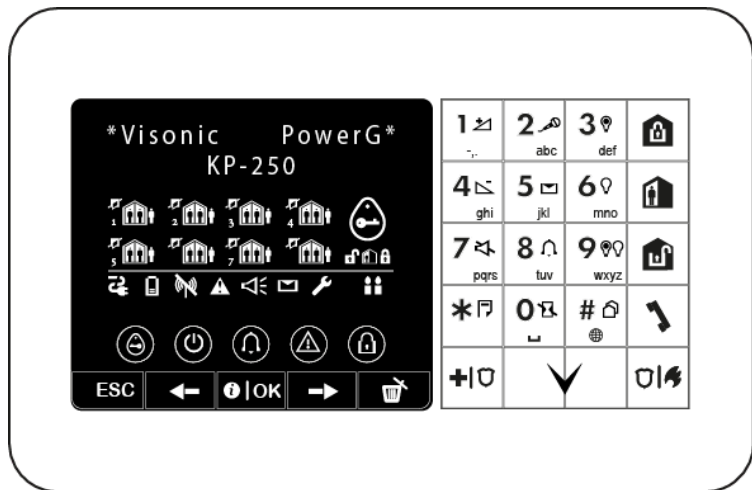 *Visonic PowerG*
KP-250
1 2 3 4
5 7
ESC i|OK
1 2 3
-,. abc def
4 5 6
ghi jkl mno
7 8 9
pqrs tuv wxyz
* 0 #